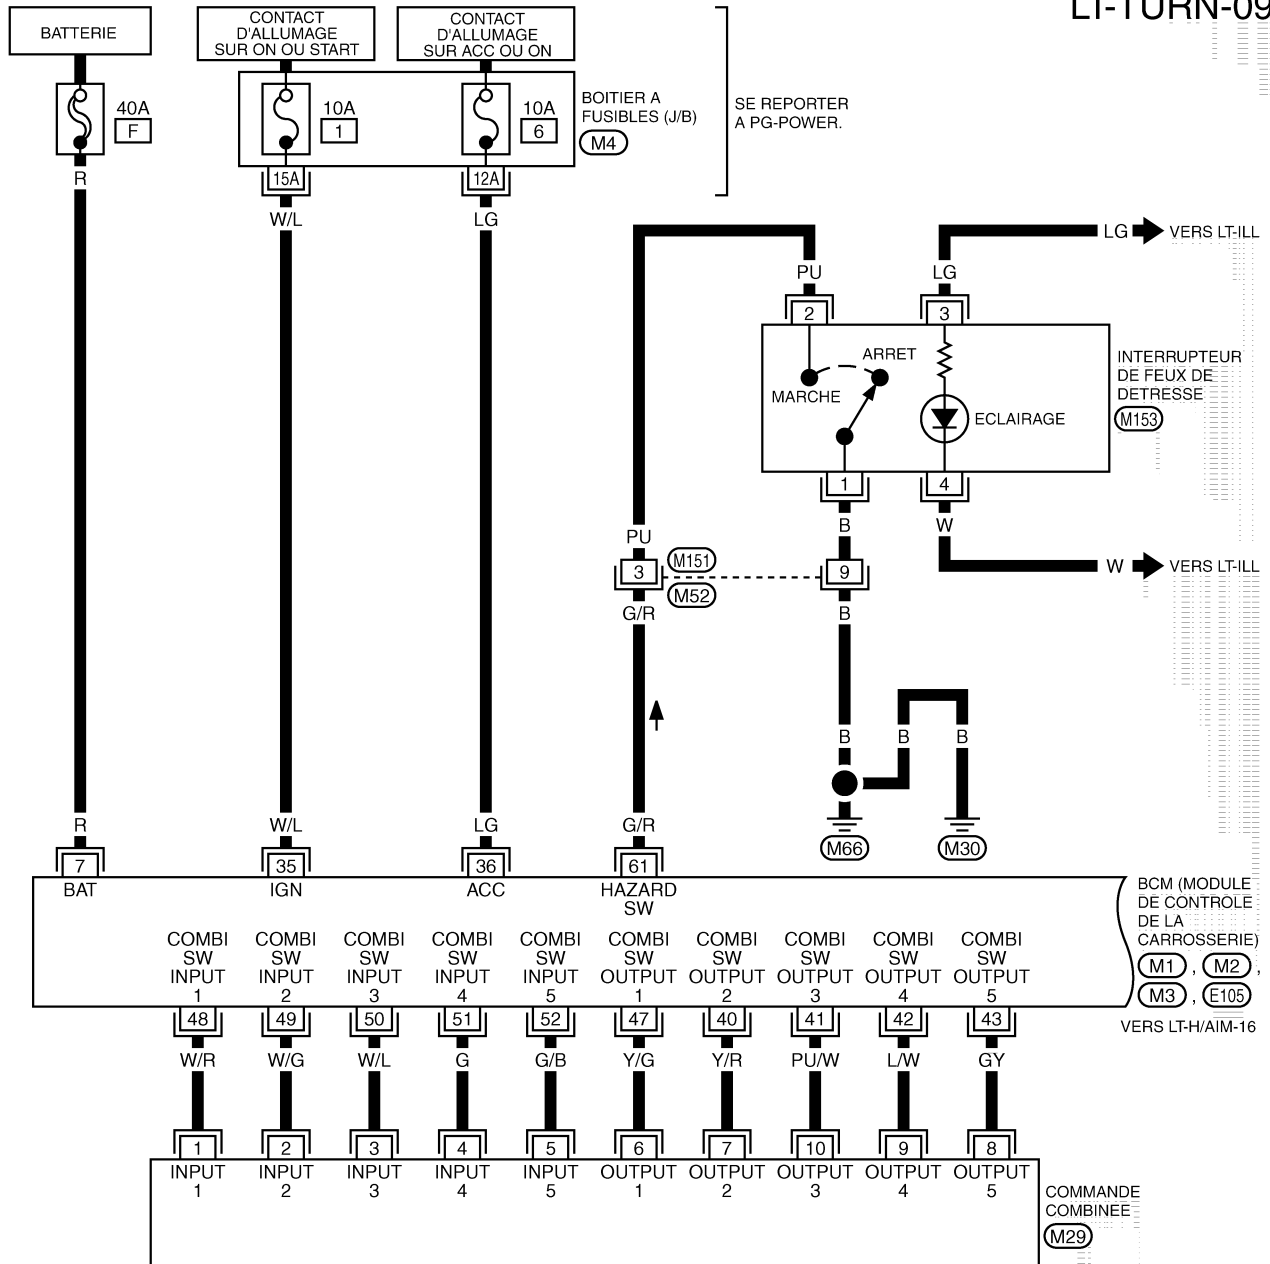 LT-TURN-09
BATTERIE
CONTACT
D'ALLUMAGE
SUR ON OU START
CONTACT
D'ALLUMAGE
SUR ACC OU ON
40A
F
10A
1
10A
6
BOITIER A
FUSIBLES (J/B)
M4
SE REPORTER
A PG-POWER.
R
15A
12A
W/L
LG
LG
VERS LT-ILL
PU
LG
2
3
ARRET
MARCHE
ECLAIRAGE
INTERRUPTEUR
DE FEUX DE
DETRESSE
M153
1
4
B
W
PU
3
M151
M52
9
W
VERS LT-ILL
G/R
B
B
B
B
M66
M30
R
W/L
LG
G/R
7
35
36
61
BAT
IGN
ACC
HAZARD
SW
BCM (MODULE
DE CONTROLE
DE LA
CARROSSERIE)
M1 , M2 ,
M3 , E105
VERS LT-H/AIM-16
COMBI COMBI COMBI COMBI COMBI COMBI COMBI COMBI COMBI COMBI
SW SW SW SW SW SW SW SW SW SW
INPUT INPUT INPUT INPUT INPUT OUTPUT OUTPUT OUTPUT OUTPUT OUTPUT
1 2 3 4 5 1 2 3 4 5
48 49 50 51 52 47 40 41 42 43
W/R W/G W/L G G/B Y/G Y/R PU/W L/W GY
1 2 3 4 5 6 7 10 9 8
INPUT INPUT INPUT INPUT INPUT OUTPUT OUTPUT OUTPUT OUTPUT OUTPUT
1 2 3 4 5 1 2 3 4 5
COMMANDE
COMBINEE
M29